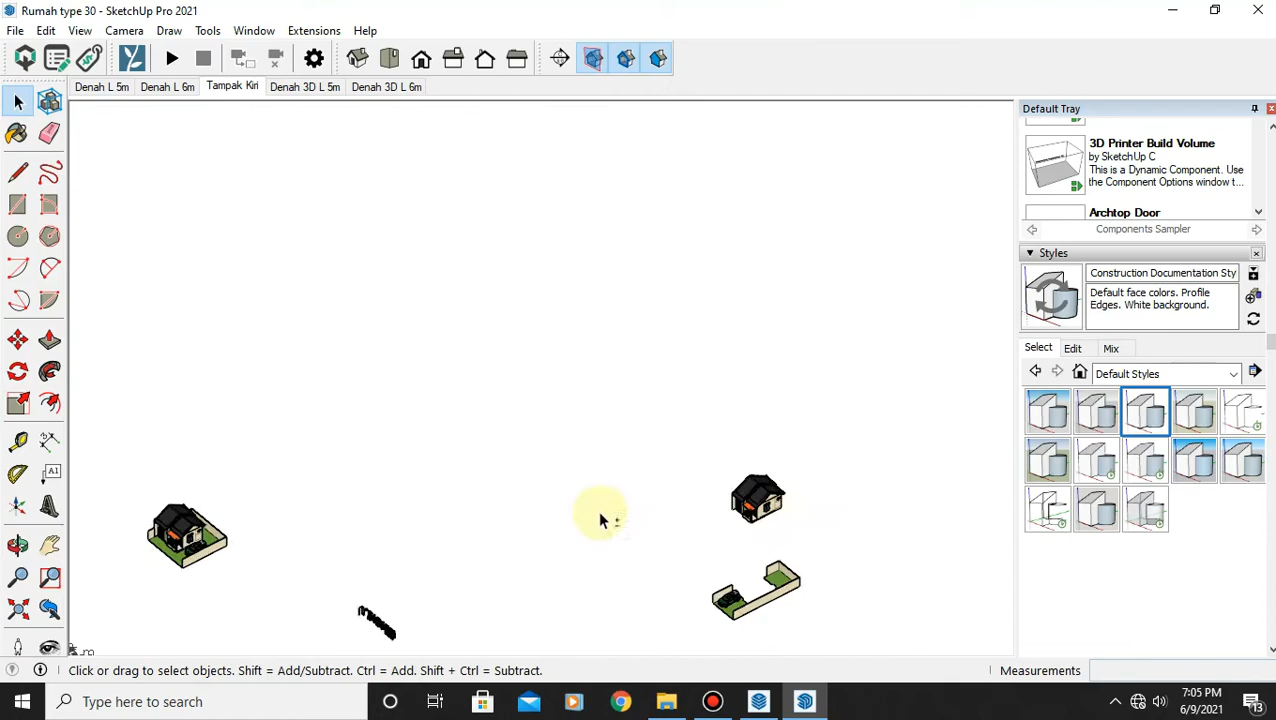 Rumah type 30 - SketchUp Pro 2021
File Edit View Camera Draw Tools Window Extensions Help
Denah L 5m Denah L 6m Tampak Kiri Denah 3D L 5m Denah 3D L 6m
Default Tray
3D Printer Build Volume
by SketchUp C
This is a Dynamic Component. Use
the Component Options window t...
Archtop Door
Components Sampler
Styles
Construction Documentation Sty
Default face colors. Profile
Edges. White background.
Select Edit Mix
Default Styles
A1
Click or drag to select objects. Shift = Add/Subtract. Ctrl = Add. Shift + Ctrl = Subtract.
Measurements
Type here to search
7:05 PM
6/9/2021
13